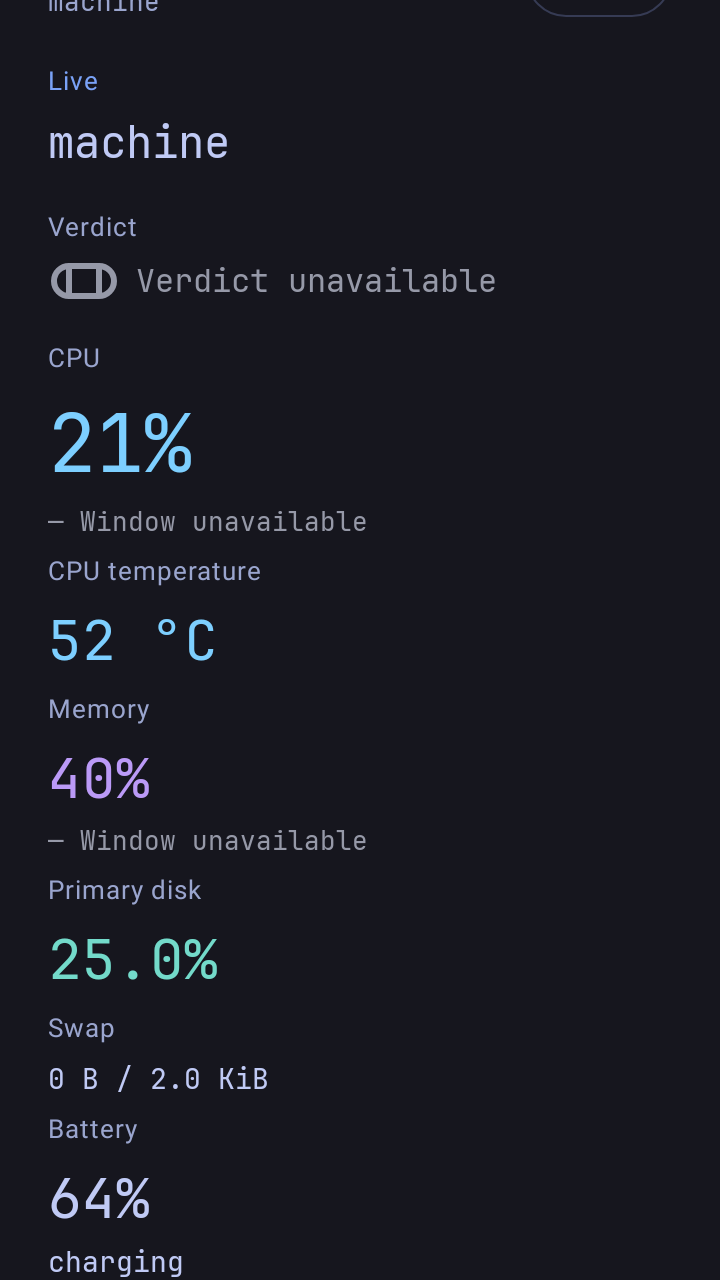 machine
Live
machine
Verdict
Verdict unavailable
CPU
21%
— Window unavailable
CPU temperature
52 °C
Memory
40%
— Window unavailable
Primary disk
25.0%
Swap
0 B / 2.0 KiB
Battery
64%
charging